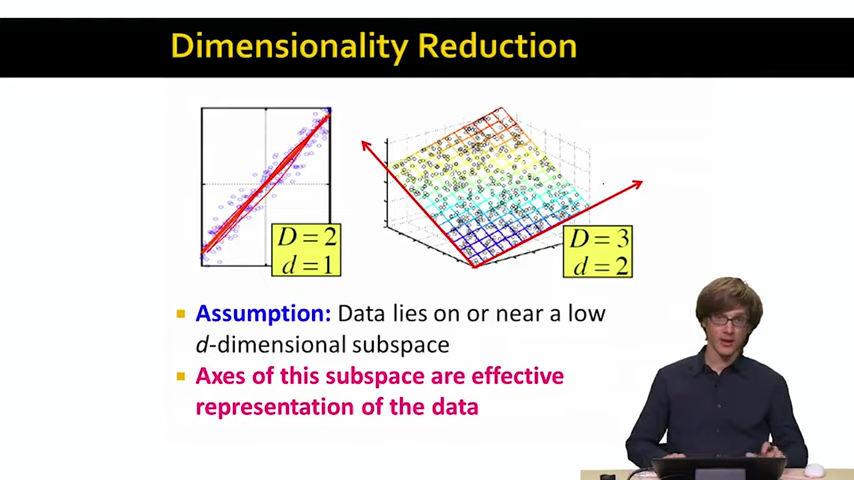 Dimensionality Reduction
D = 2
d = 1
D = 3
d = 2
Assumption: Data lies on or near a low
d-dimensional subspace
Axes of this subspace are effective
representation of the data